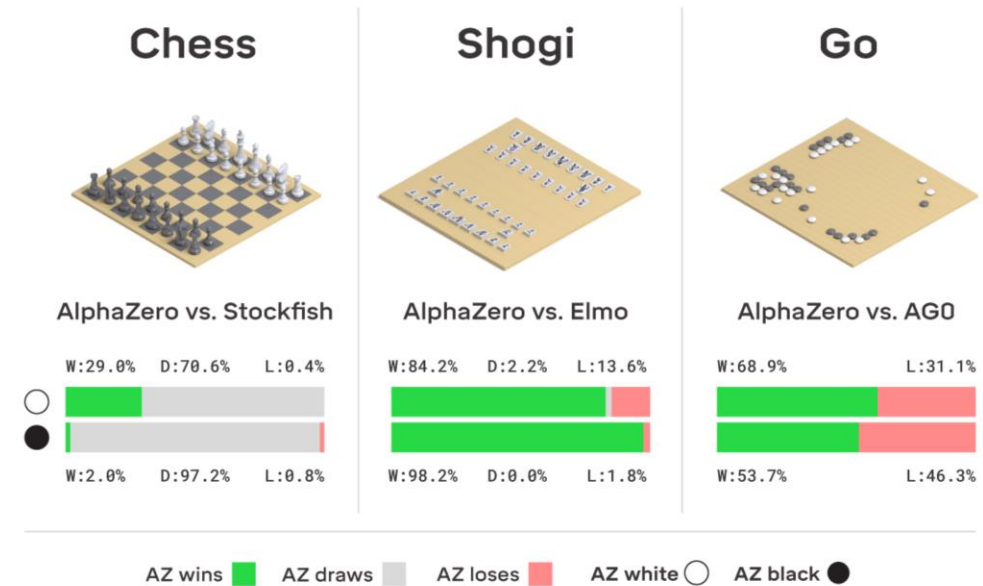 Chess
Shogi
Go
AlphaZero vs. Stockfish
AlphaZero vs. Elmo
AlphaZero vs. AG0
W:29.0% D:70.6% L:0.4%
W:84.2% D:2.2% L:13.6%
W:68.9% L:31.1%
W:2.0% D:97.2% L:0.8%
W:98.2% D:0.0% L:1.8%
W:53.7% L:46.3%
AZ wins AZ draws AZ loses AZ white AZ black